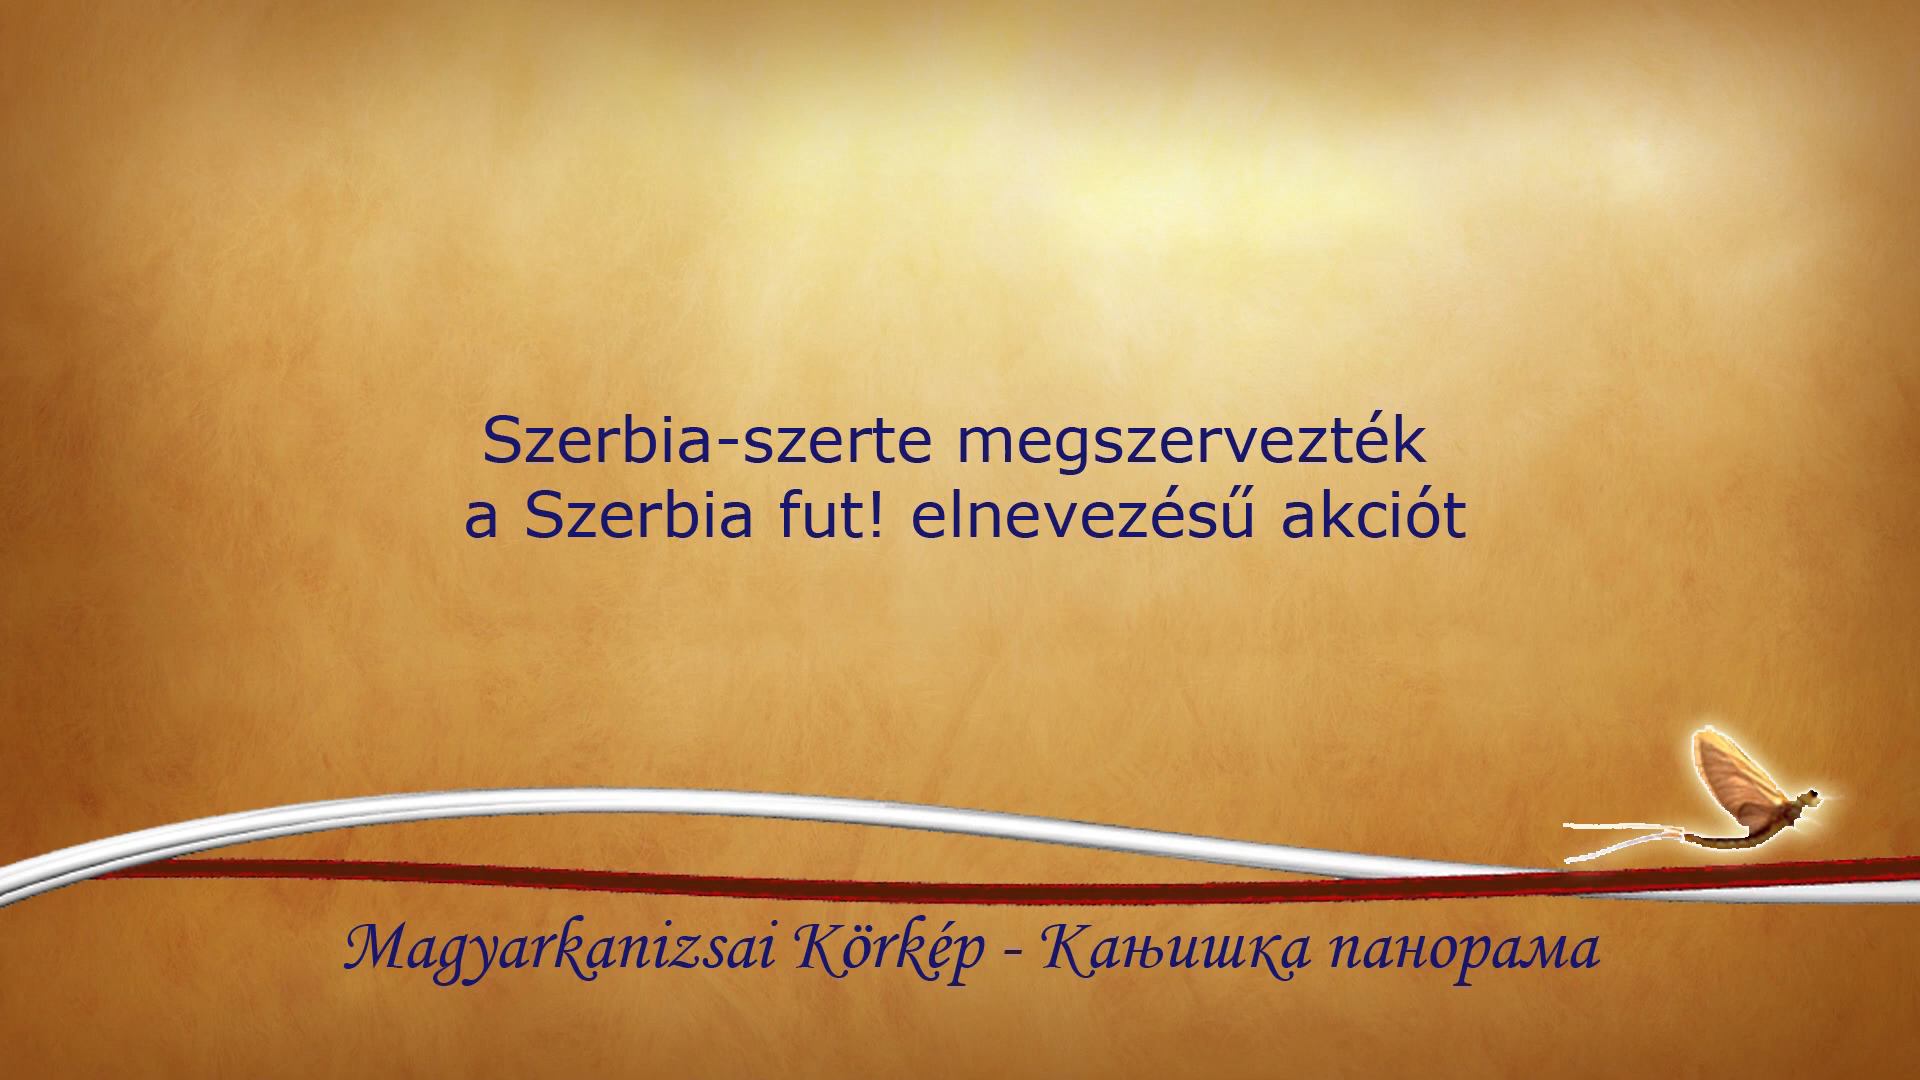 Szerbia-szerte megszervezték
a Szerbia fut! elnevezésű akciót
Magyarkanizsai Körkép - Кањишка панорама